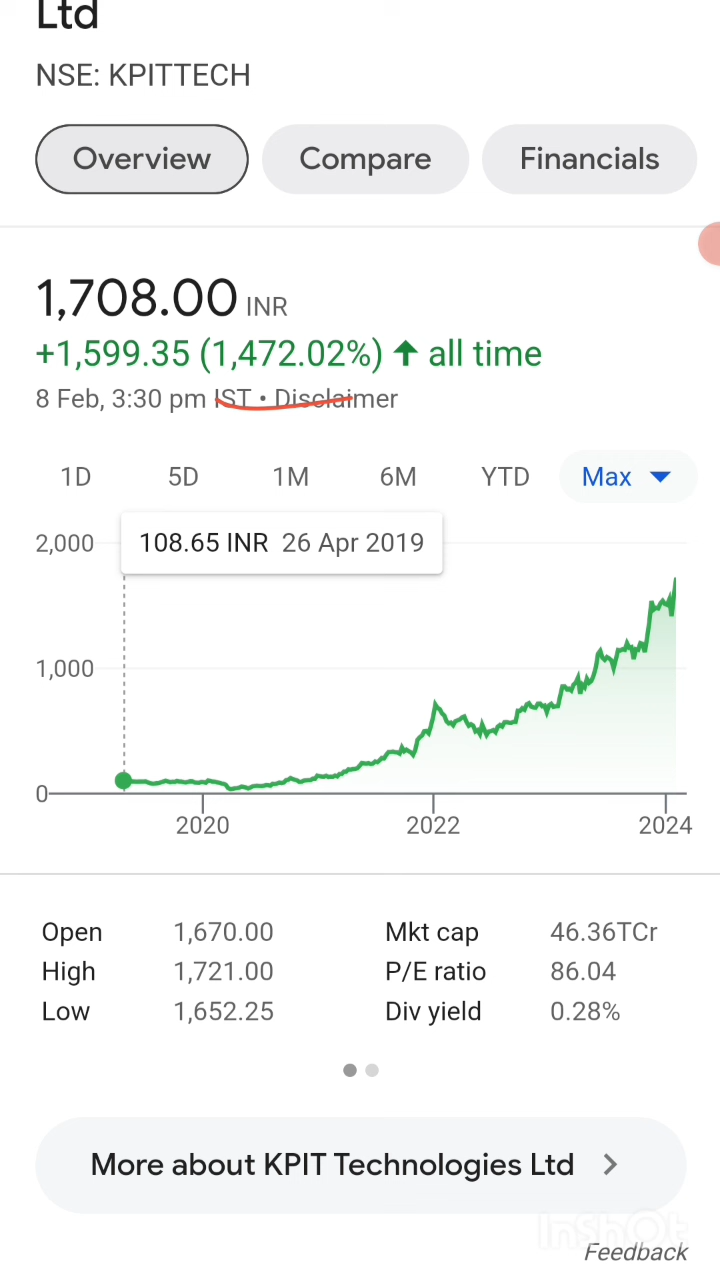 Ltd
NSE: KPITTECH
Overview Compare Financials
1,708.00 INR
+1,599.35 (1,472.02%) ↑ all time
8 Feb, 3:30 pm IST • Disclaimer
1D 5D 1M 6M YTD Max
2,000 108.65 INR 26 Apr 2019
1,000
0
2020 2022 2024
Open 1,670.00 Mkt cap 46.36TCr
High 1,721.00 P/E ratio 86.04
Low 1,652.25 Div yield 0.28%
More about KPIT Technologies Ltd >
InShOt
Feedback